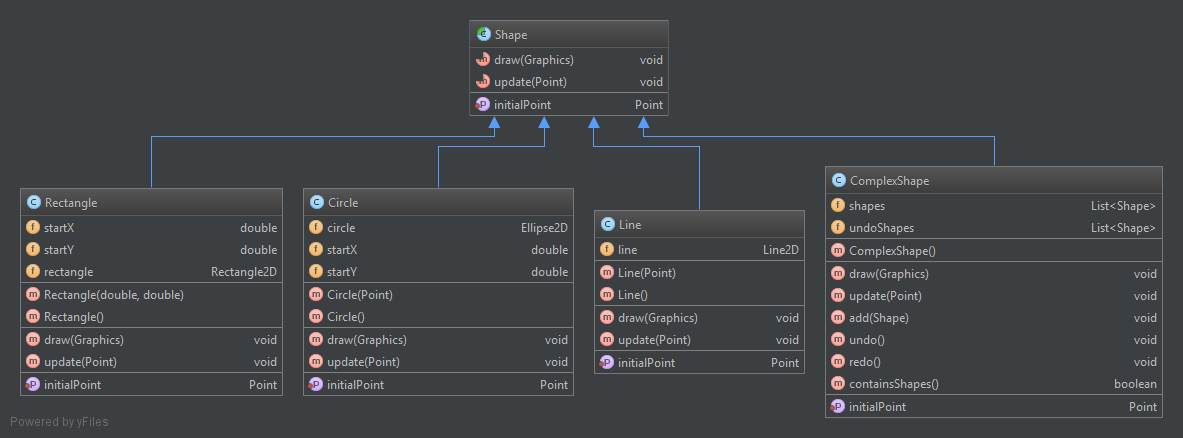 Shape
draw(Graphics) void
update(Point) void
initialPoint Point
Rectangle
startX double
startY double
rectangle Rectangle2D
Rectangle(double, double)
Rectangle()
draw(Graphics) void
update(Point) void
initialPoint Point
Circle
circle Ellipse2D
startX double
startY double
Circle(Point)
Circle()
draw(Graphics) void
update(Point) void
initialPoint Point
Line
line Line2D
Line(Point)
Line()
draw(Graphics) void
update(Point) void
initialPoint Point
ComplexShape
shapes List<Shape>
undoShapes List<Shape>
ComplexShape()
draw(Graphics) void
update(Point) void
add(Shape) void
undo() void
redo() void
containsShapes() boolean
initialPoint Point
Powered by yFiles